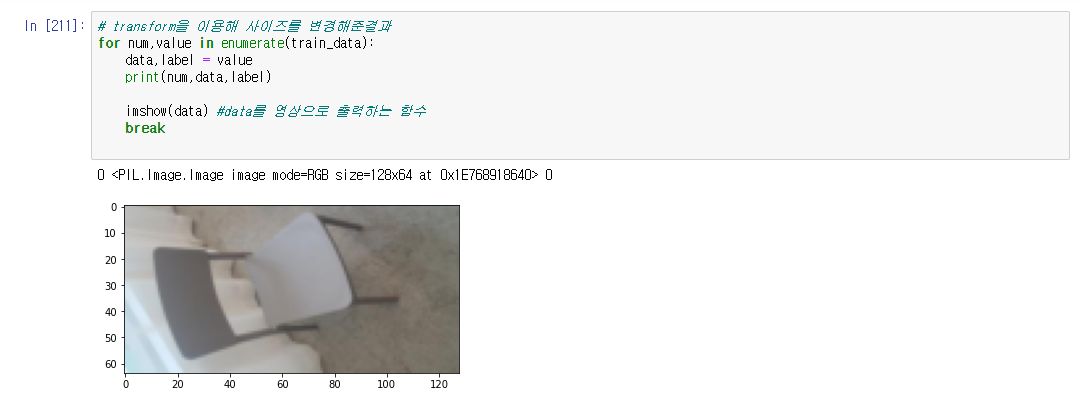 In [211]: # transform을 이용해 사이즈를 변경해준결과
for num,value in enumerate(train_data):
data,label = value
print(num,data,label)
imshow(data) #data를 영상으로 출력하는 함수
break
0 <PIL.Image.Image image mode=RGB size=128x64 at 0x1E768918640> 0
0
10
20
30
40
50
60
0 20 40 60 80 100 120